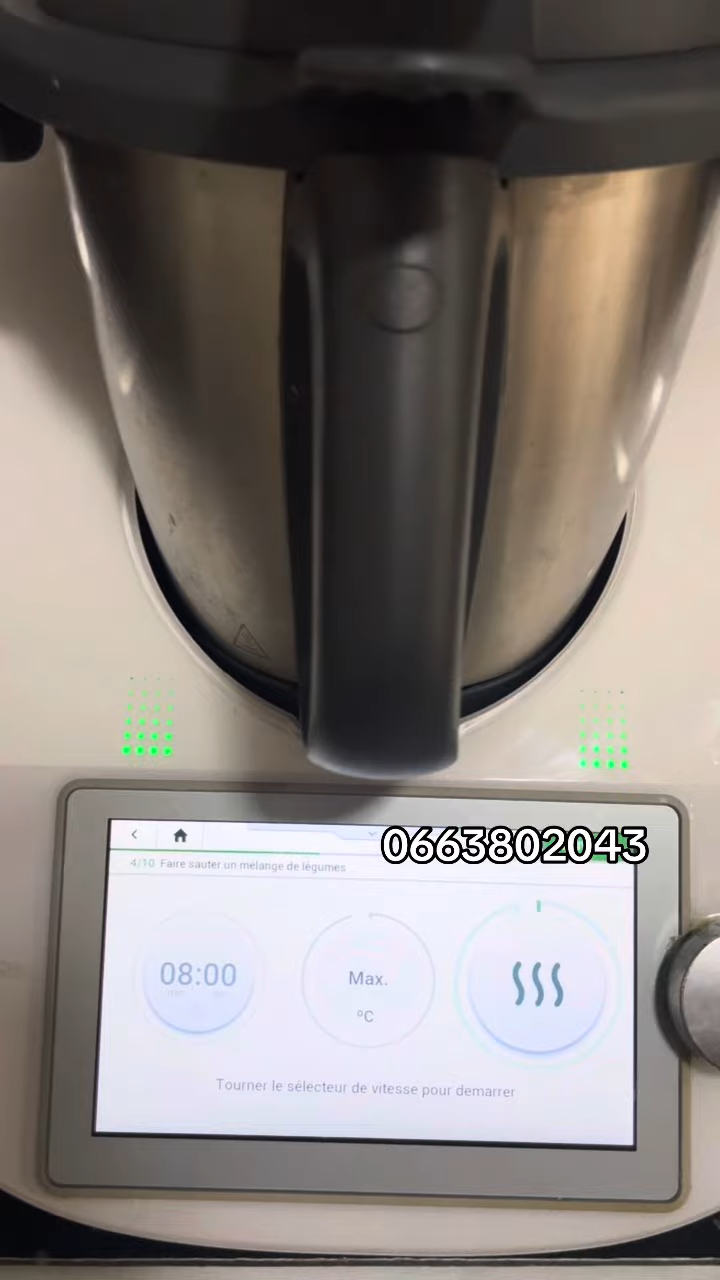 0663802043
4/10 Faire sauter un mélange de légumes
08:00
Max.
°C
Tourner le sélecteur de vitesse pour demarrer